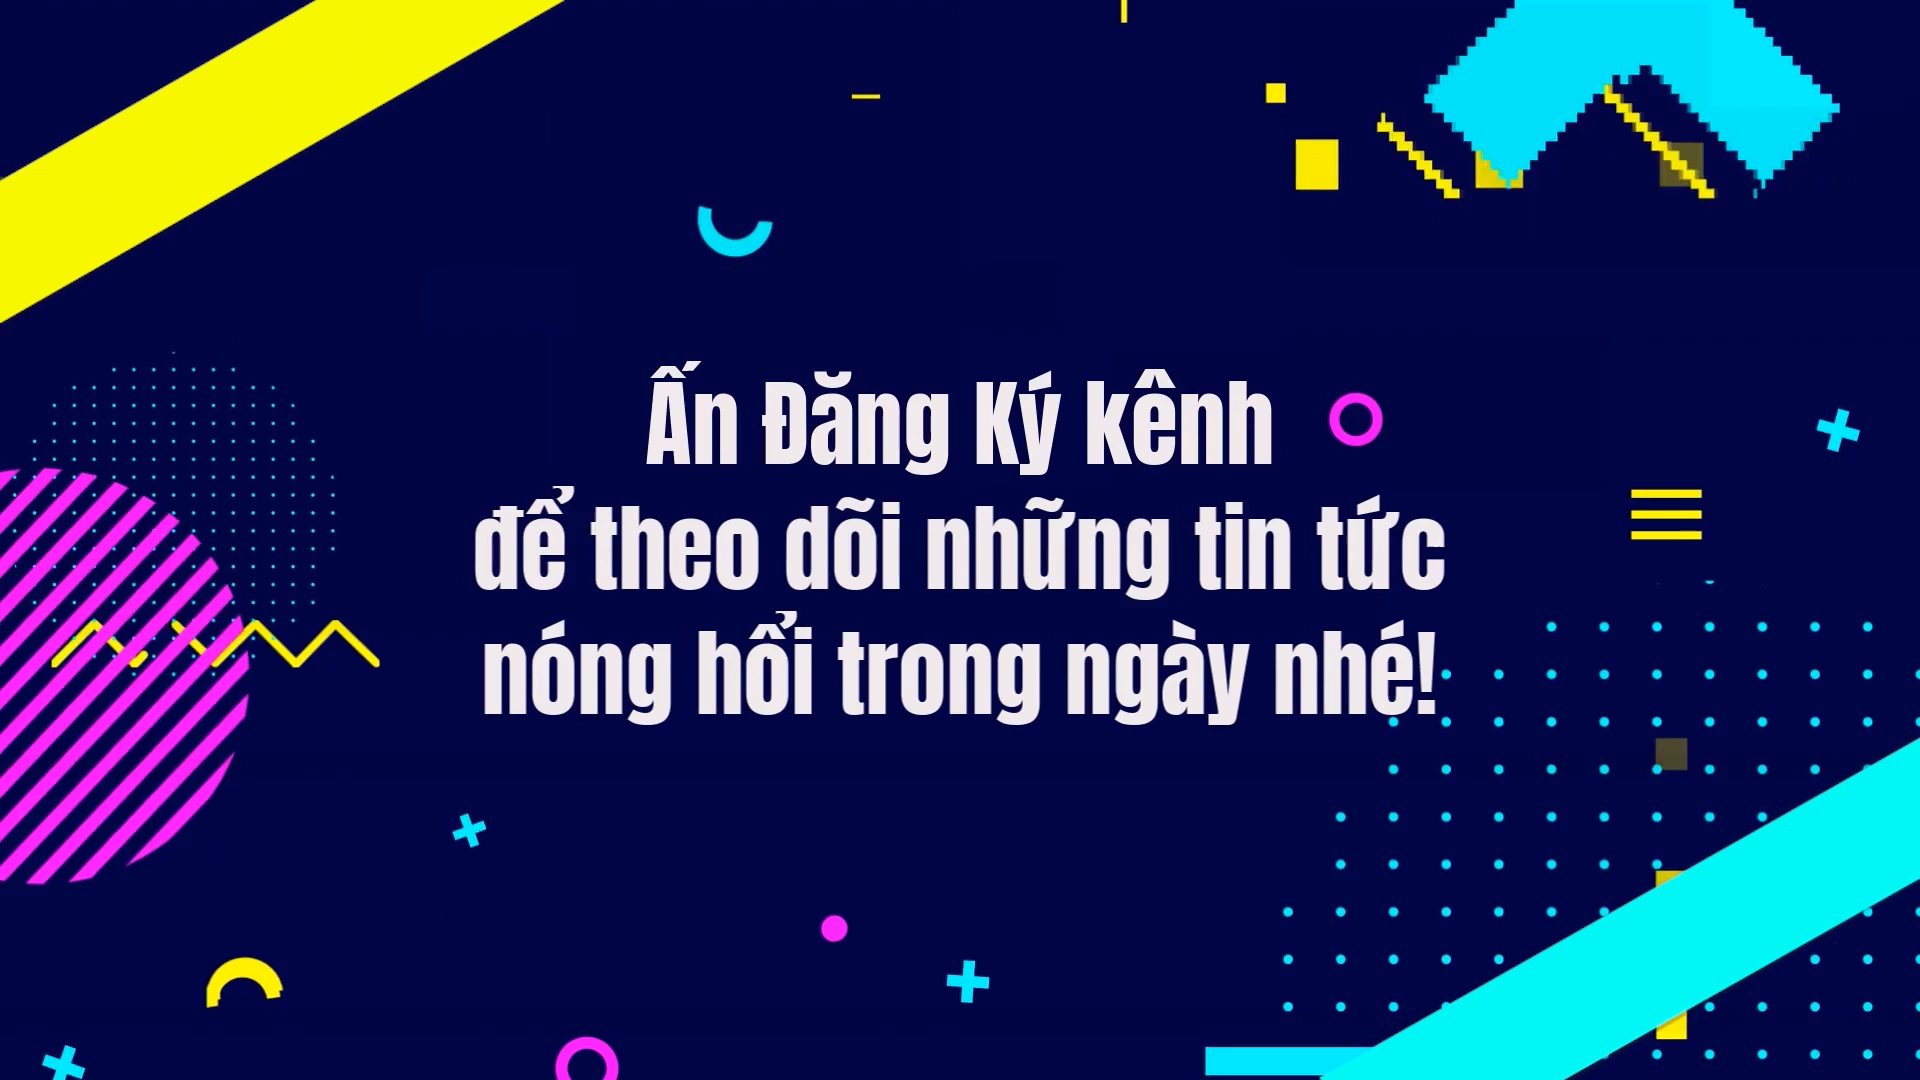 Ấn Đăng Ký kênh
để theo dõi những tin tức
nóng hổi trong ngày nhé!